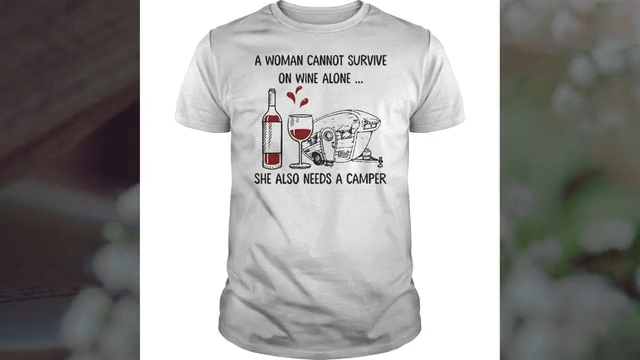 A WOMAN CANNOT SURVIVE
ON WINE ALONE ...
SHE ALSO NEEDS A CAMPER